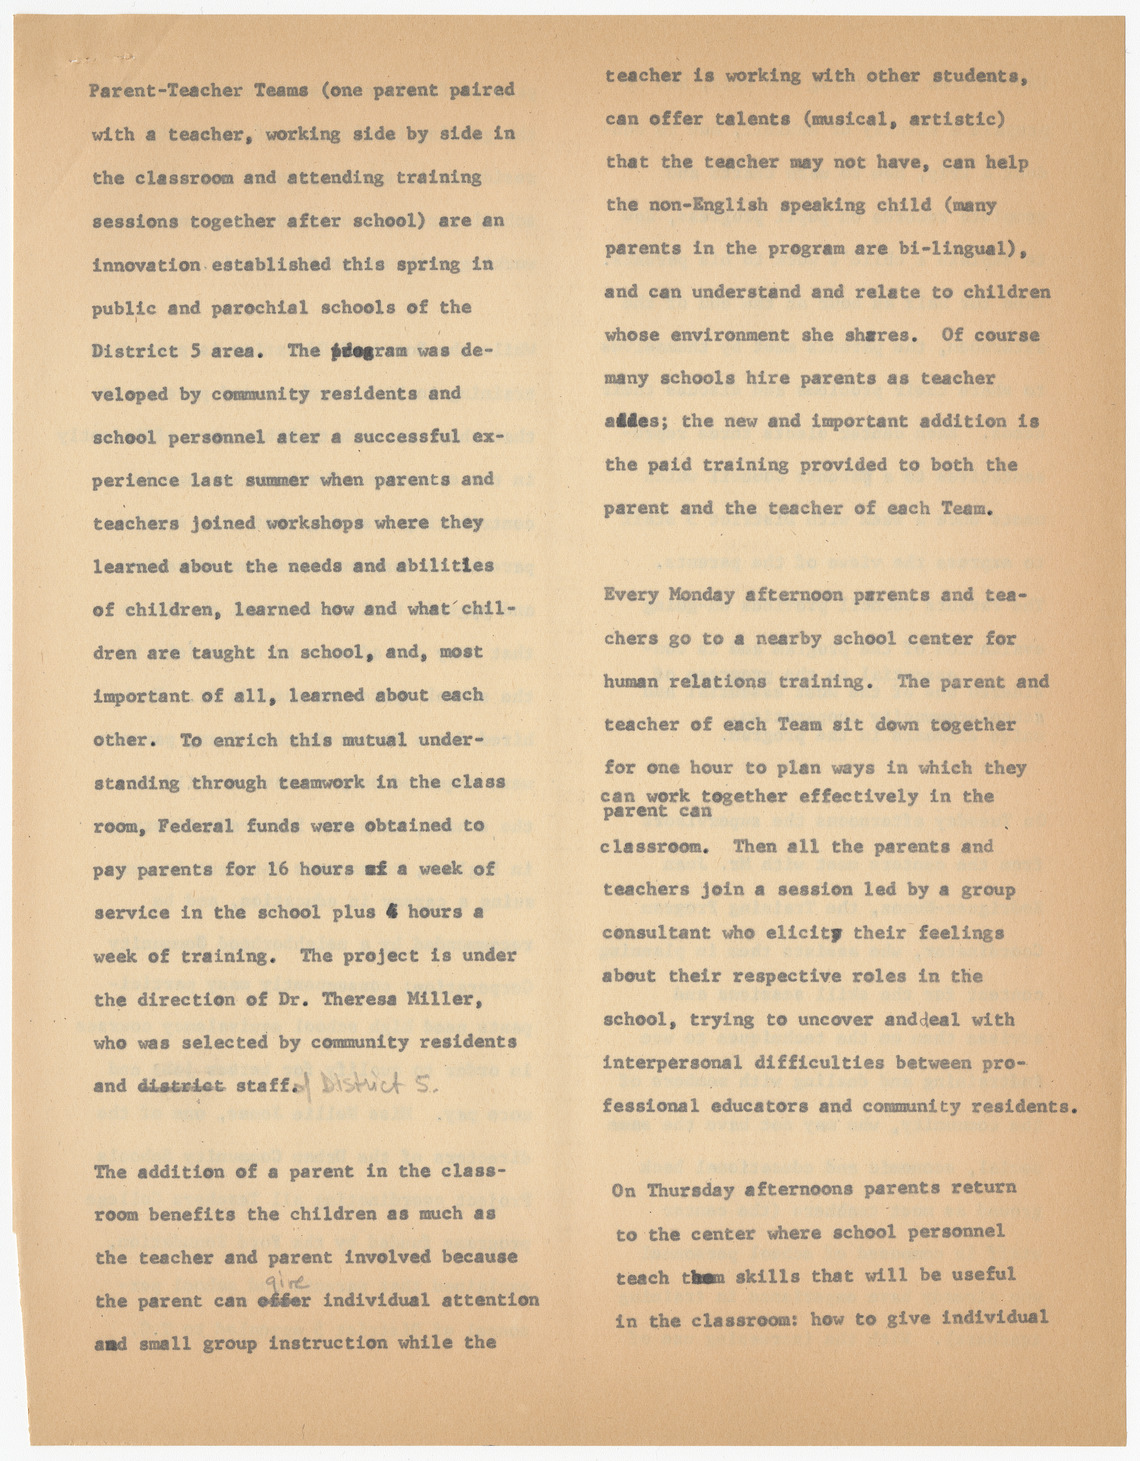 Parent-Teacher Teams (one parent paired
with a teacher, working side by side in
the classroom and attending training
sessions together after school) are an
innovation established this spring in
public and parochial schools of the
District 5 area. The program was de-
veloped by community residents and
school personnel ater a successful ex-
perience last summer when parents and
teachers joined workshops where they
learned about the needs and abilities
of children, learned how and what chil-
dren are taught in school, and, most
important of all, learned about each
other. To enrich this mutual under-
standing through teamwork in the class
room, Federal funds were obtained to
pay parents for 16 hours of a week of
service in the school plus hours a
week of training. The project is under
the direction of Dr. Theresa Miller,
who was selected by community residents
and district staff. of District 5.
The addition of a parent in the class-
room benefits the children as much as
the teacher and parent involved because
give
the parent can offer individual attention
and small group instruction while the
teacher is working with other students,
can offer talents (musical, artistic)
that the teacher may not have, can help
the non-English speaking child (many
parents in the program are bi-lingual),
and can understand and relate to children
whose environment she shares. Of course
many schools hire parents as teacher
aides; the new and important addition is
the paid training provided to both the
parent and the teacher of each Team.
Every Monday afternoon parents and tea-
chers go to a nearby school center for
human relations training. The parent and
teacher of each Team sit down together
for one hour to plan ways in which they
can work together effectively in the
parent can
classroom. Then all the parents and
teachers join a session led by a group
consultant who elicity their feelings
about their respective roles in the
school, trying to uncover anddeal with
interpersonal difficulties between pro-
fessional educators and community residents.
On Thursday afternoons parents return
to the center where school personnel
teach them skills that will be useful
in the classroom: how to give individual